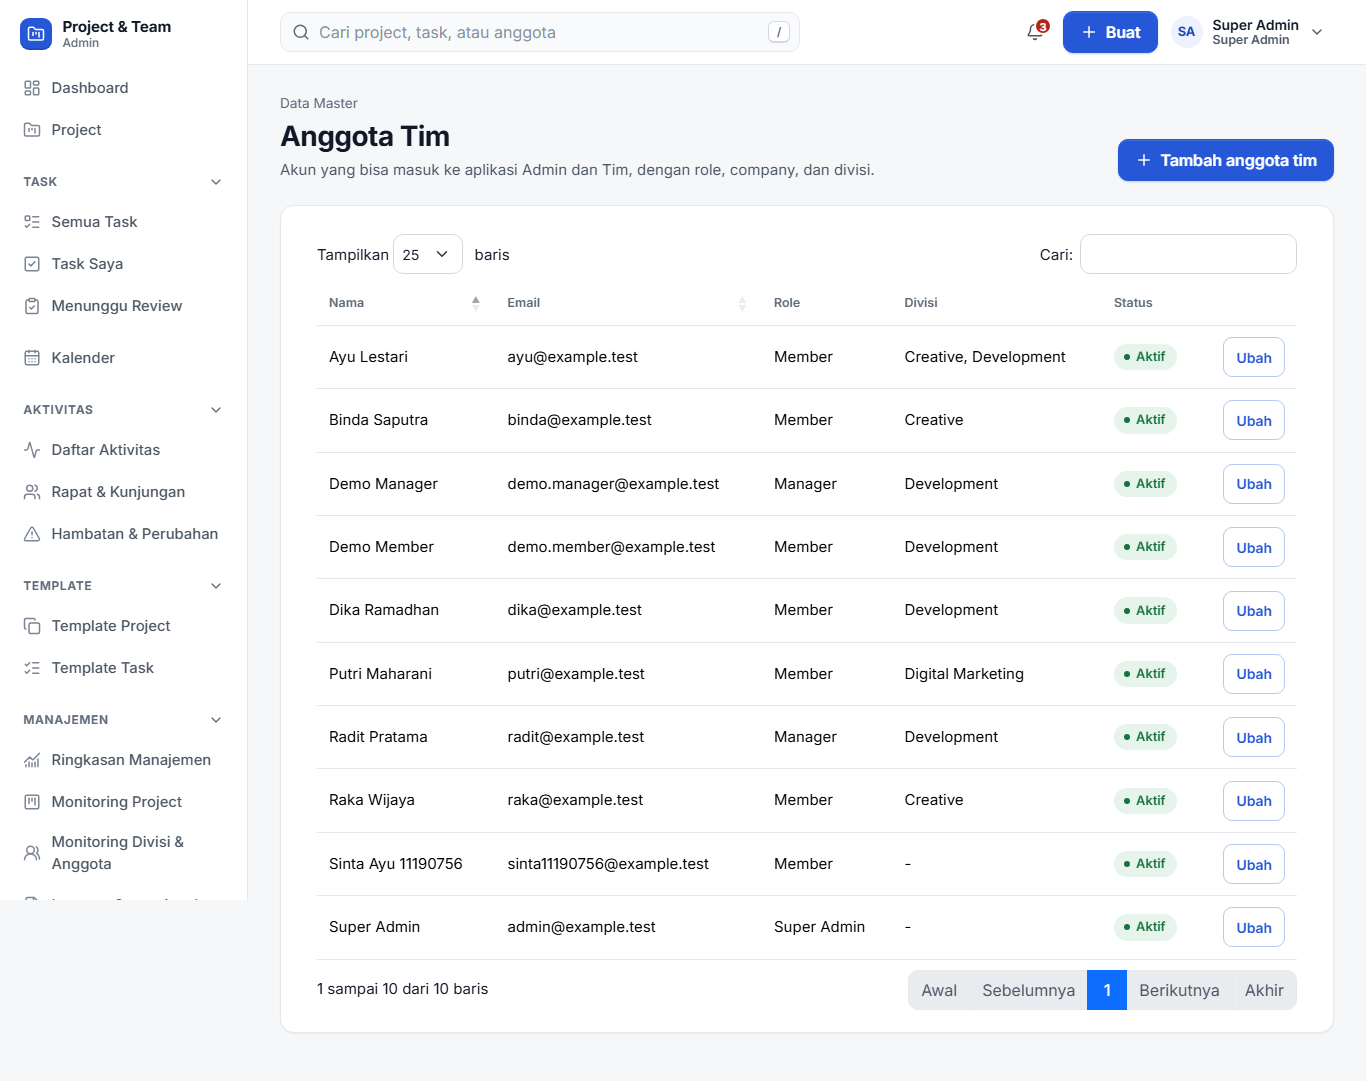 Project & Team
Admin
Dashboard
Project
TASK
Semua Task
Task Saya
Menunggu Review
Kalender
AKTIVITAS
Daftar Aktivitas
Rapat & Kunjungan
Hambatan & Perubahan
TEMPLATE
Template Project
Template Task
MANAJEMEN
Ringkasan Manajemen
Monitoring Project
Monitoring Divisi &
Anggota
Cari project, task, atau anggota /
3
Buat
SA
Super Admin
Super Admin
Data Master
Anggota Tim
Akun yang bisa masuk ke aplikasi Admin dan Tim, dengan role, company, dan divisi.
Tambah anggota tim
Tampilkan 25 baris
Cari:
Nama Email Role Divisi Status
Ayu Lestari ayu@example.test Member Creative, Development Aktif Ubah
Binda Saputra binda@example.test Member Creative Aktif Ubah
Demo Manager demo.manager@example.test Manager Development Aktif Ubah
Demo Member demo.member@example.test Member Development Aktif Ubah
Dika Ramadhan dika@example.test Member Development Aktif Ubah
Putri Maharani putri@example.test Member Digital Marketing Aktif Ubah
Radit Pratama radit@example.test Manager Development Aktif Ubah
Raka Wijaya raka@example.test Member Creative Aktif Ubah
Sinta Ayu 11190756 sinta11190756@example.test Member - Aktif Ubah
Super Admin admin@example.test Super Admin - Aktif Ubah
1 sampai 10 dari 10 baris
Awal Sebelumnya 1 Berikutnya Akhir